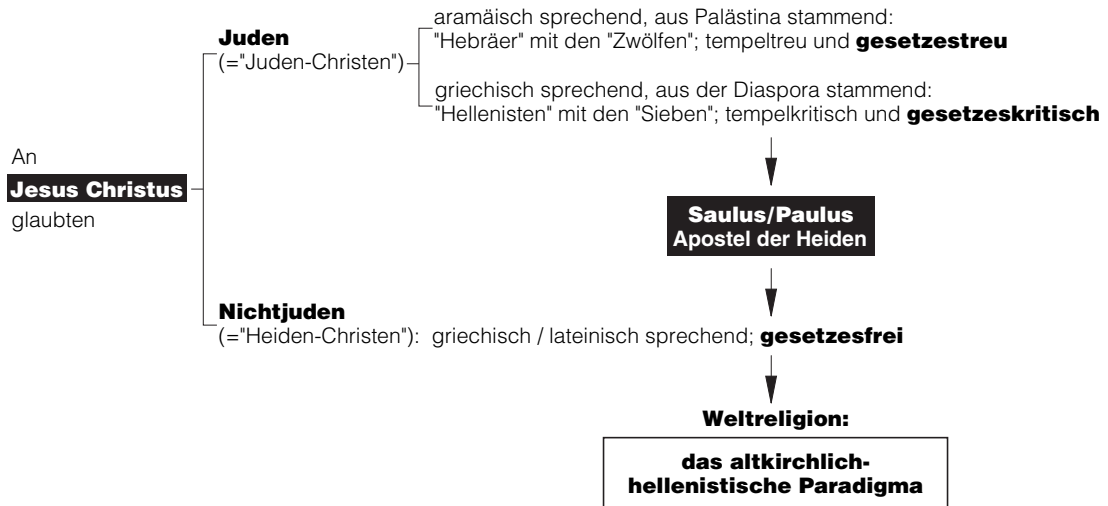 aramäisch sprechend, aus Palästina stammend:
Juden
"Hebräer" mit den "Zwölfen"; tempeltreu und gesetzestreu
(="Juden-Christen")
griechisch sprechend, aus der Diaspora stammend:
"Hellenisten" mit den "Sieben"; tempelkritisch und gesetzeskritisch
An
Jesus Christus
glaubten
Saulus/Paulus
Apostel der Heiden
Nichtjuden
(="Heiden-Christen"): griechisch / lateinisch sprechend; gesetzesfrei
Weltreligion:
das altkirchlich-
hellenistische Paradigma